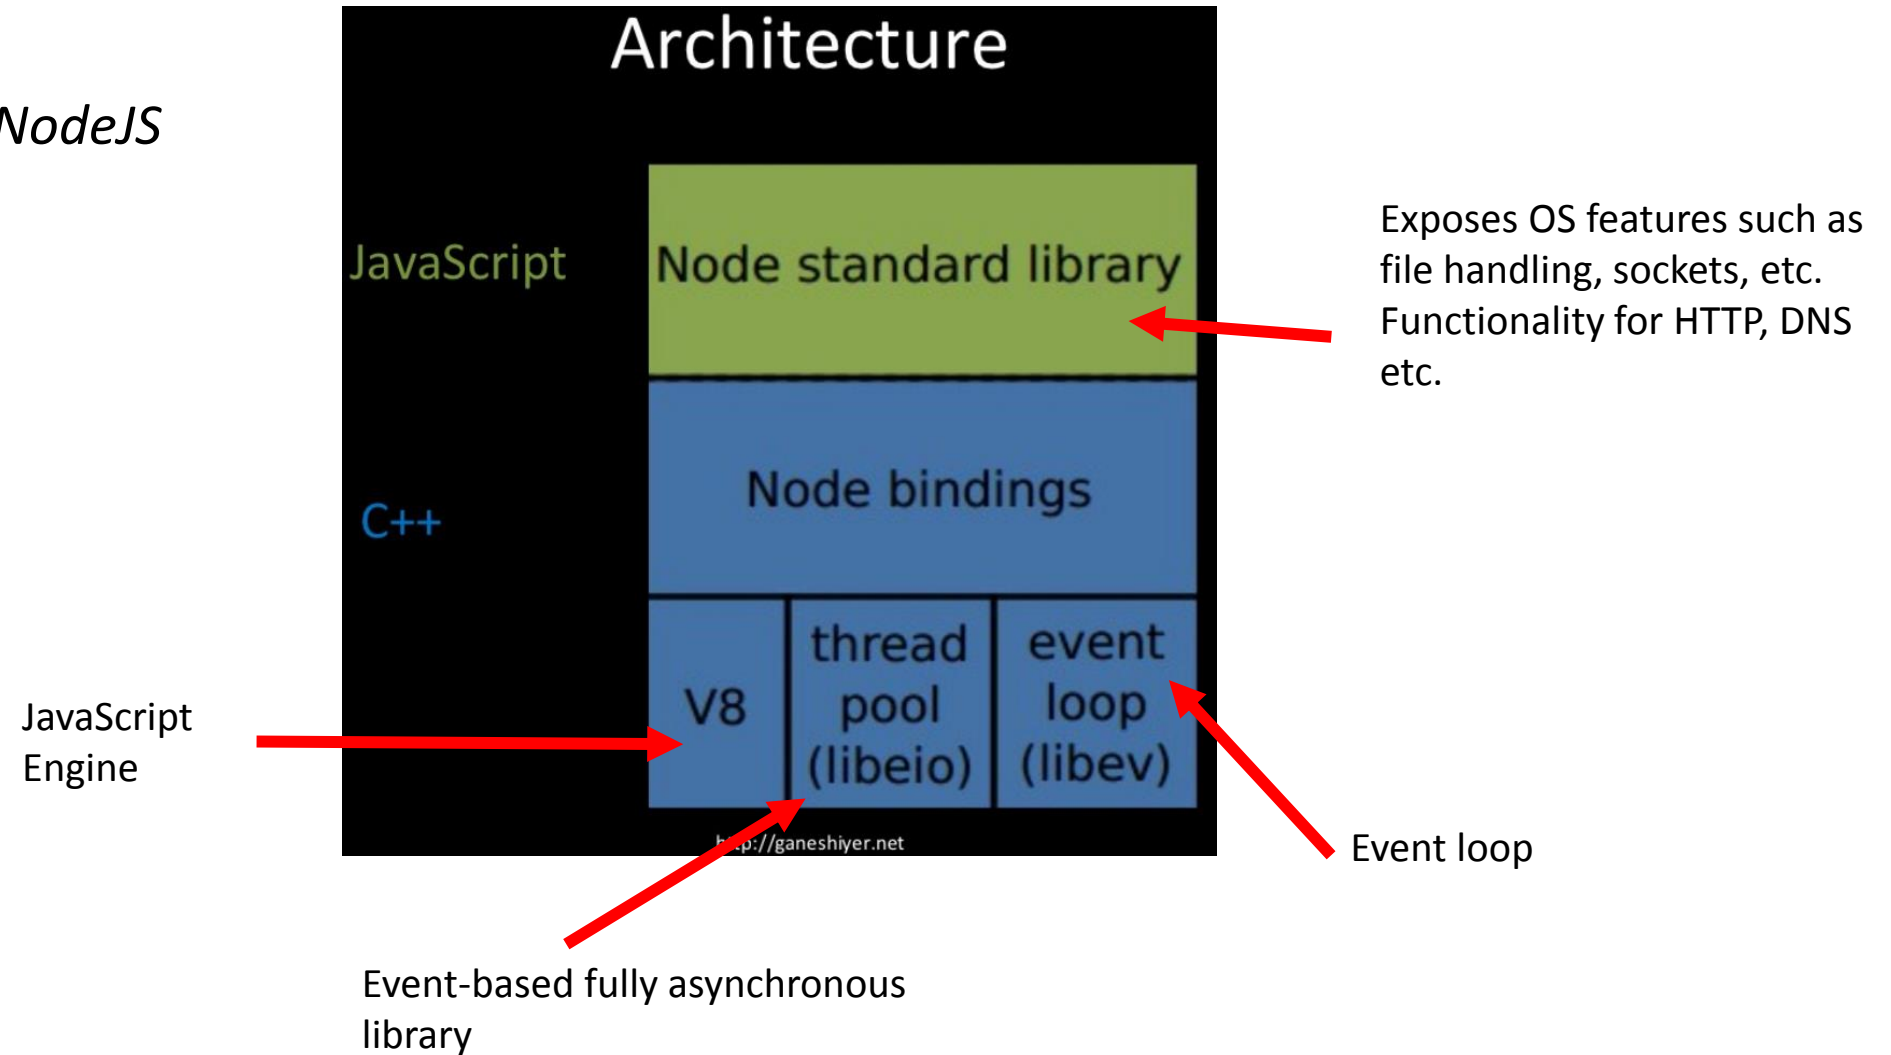 Architecture
NodeJS
JavaScript
Node standard library
Exposes OS features such as
file handling, sockets, etc.
Functionality for HTTP, DNS
etc.
C++
Node bindings
V8
thread
pool
(libeio)
event
loop
(libev)
JavaScript
Engine
http://ganeshiyer.net
Event loop
Event-based fully asynchronous
library